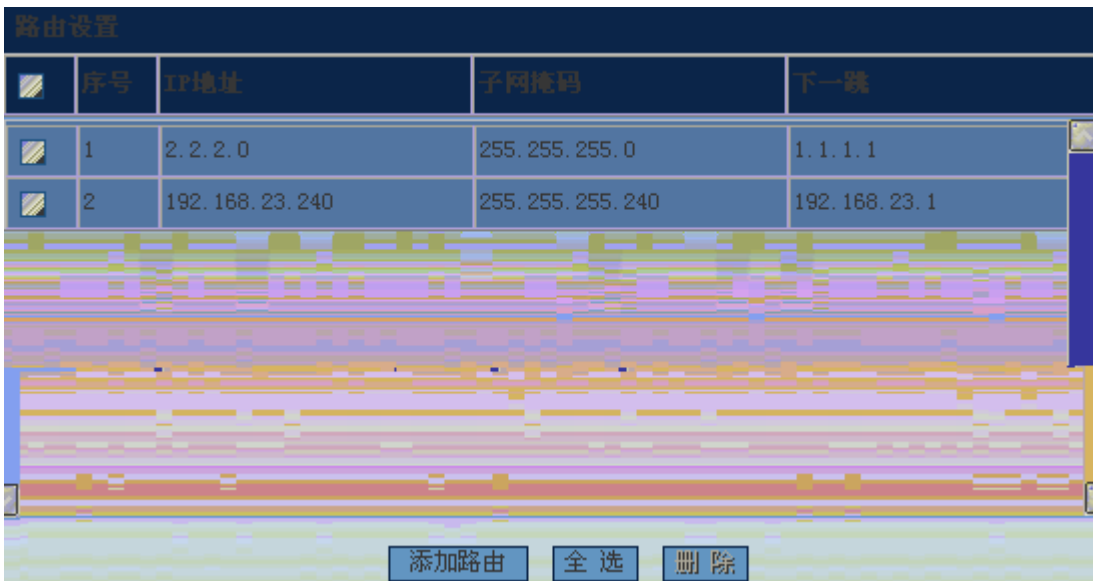 路由设置
序号 IP地址 子网掩码 下一跳
1 2.2.2.0 255.255.255.0 1.1.1.1
2 192.168.23.240 255.255.255.240 192.168.23.1
添加路由 全选 删除